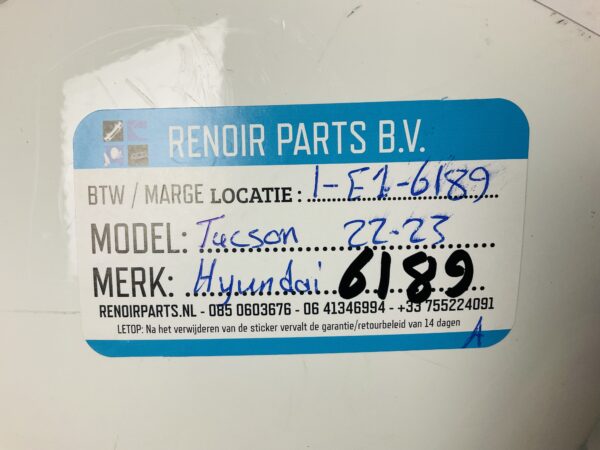 RENOIR PARTS B.V.
BTW / MARGE LOCATIE : 1-E1-6189
MODEL: Tucson 22-23
MERK: Hyundai 6189
RENOIRPARTS.NL - 085 0603676 - 06 41346994 - +33 755224091
LETOP: Na het verwijderen van de sticker vervalt de garantie/retourbeleid van 14 dagen
A